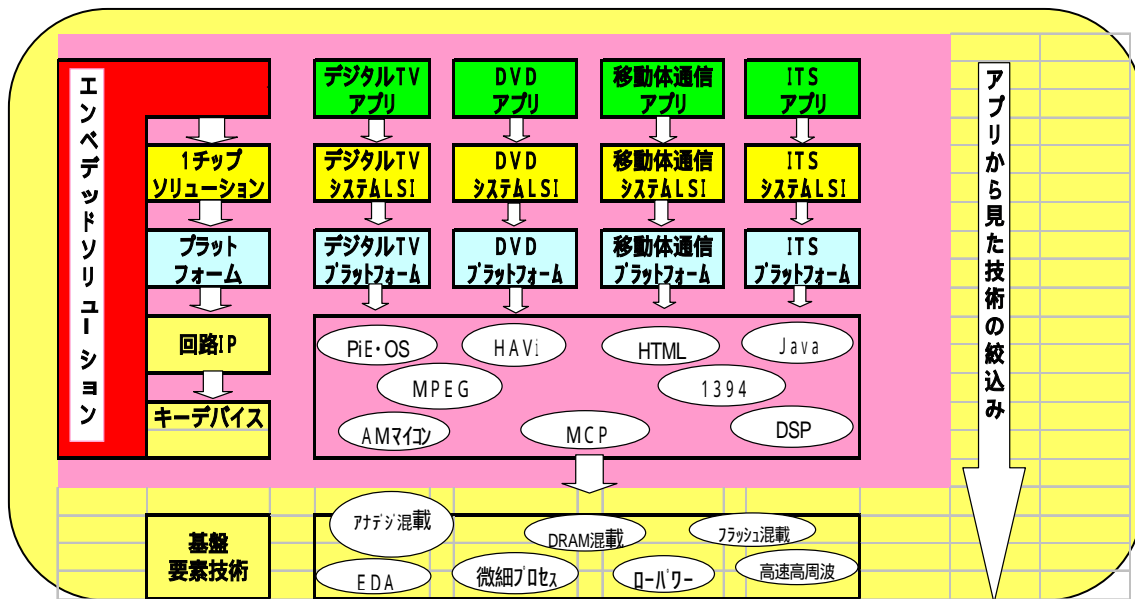 エンベデッドソリューション
デジタルTV
アプリ
DVD
アプリ
移動体通信
アプリ
ITS
アプリ
1チップ
ソリューション
デジタルTV
システムLSI
DVD
システムLSI
移動体通信
システムLSI
ITS
システムLSI
プラット
フォーム
デジタルTV
プラットフォーム
DVD
プラットフォーム
移動体通信
プラットフォーム
ITS
プラットフォーム
回路IP
キーデバイス
PiE・OS
HAVi
HTML
Java
MPEG
1394
AMマイコン
MCP
DSP
基盤
要素技術
アナデジ混載
DRAM混載
フラッシュ混載
EDA
微細プロセス
ローパワー
高速高周波
アプリから見た技術の絞込み